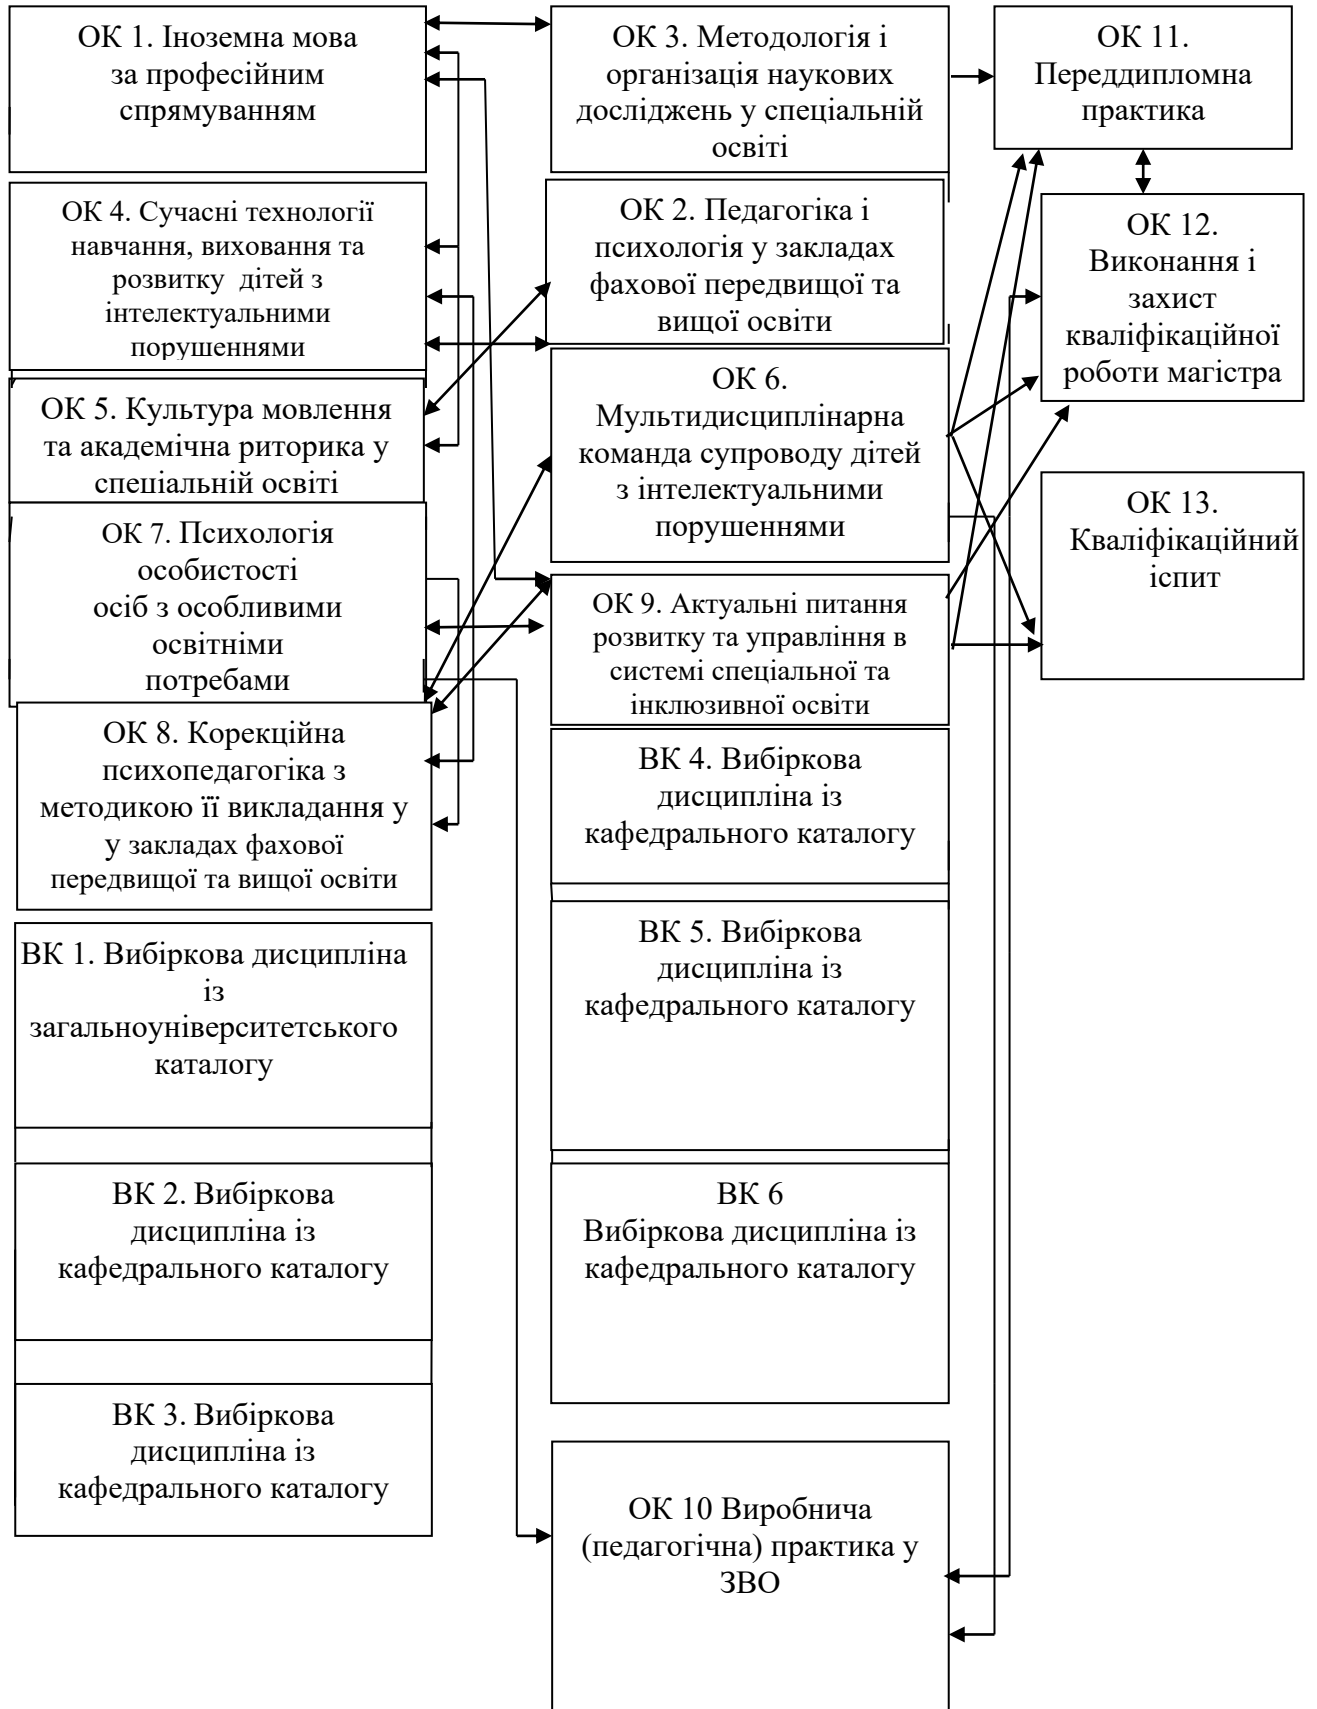 ОК 1. Іноземна мова
за професійним
спрямуванням
ОК 4. Сучасні технології
навчання, виховання та
розвитку дітей з
інтелектуальними
порушеннями
ОК 5. Культура мовлення
та академічна риторика у
спеціальній освіті
ОК 7. Психологія
особистості
осіб з особливими
освітніми
потребами
ОК 8. Корекційна
психопедагогіка з
методикою її викладання у
у закладах фахової
передвищої та вищої освіти
ВК 1. Вибіркова дисципліна
із
загальноуніверситетського
каталогу
ВК 2. Вибіркова
дисципліна із
кафедрального каталогу
ВК 3. Вибіркова
дисципліна із
кафедрального каталогу
ОК 3. Методологія і
організація наукових
досліджень у спеціальній
освіті
ОК 2. Педагогіка і
психологія у закладах
фахової передвищої та
вищої освіти
ОК 6.
Мультидисциплінарна
команда супроводу дітей
з інтелектуальними
порушеннями
ОК 9. Актуальні питання
розвитку та управління в
системі спеціальної та
інклюзивної освіти
ВК 4. Вибіркова
дисципліна із
кафедрального каталогу
ВК 5. Вибіркова
дисципліна із
кафедрального каталогу
ВК 6
Вибіркова дисципліна із
кафедрального каталогу
ОК 10 Виробнича
(педагогічна) практика у
ЗВО
ОК 11.
Переддипломна
практика
ОК 12.
Виконання і
захист
кваліфікаційної
роботи магістра
ОК 13.
Кваліфікаційний
іспит